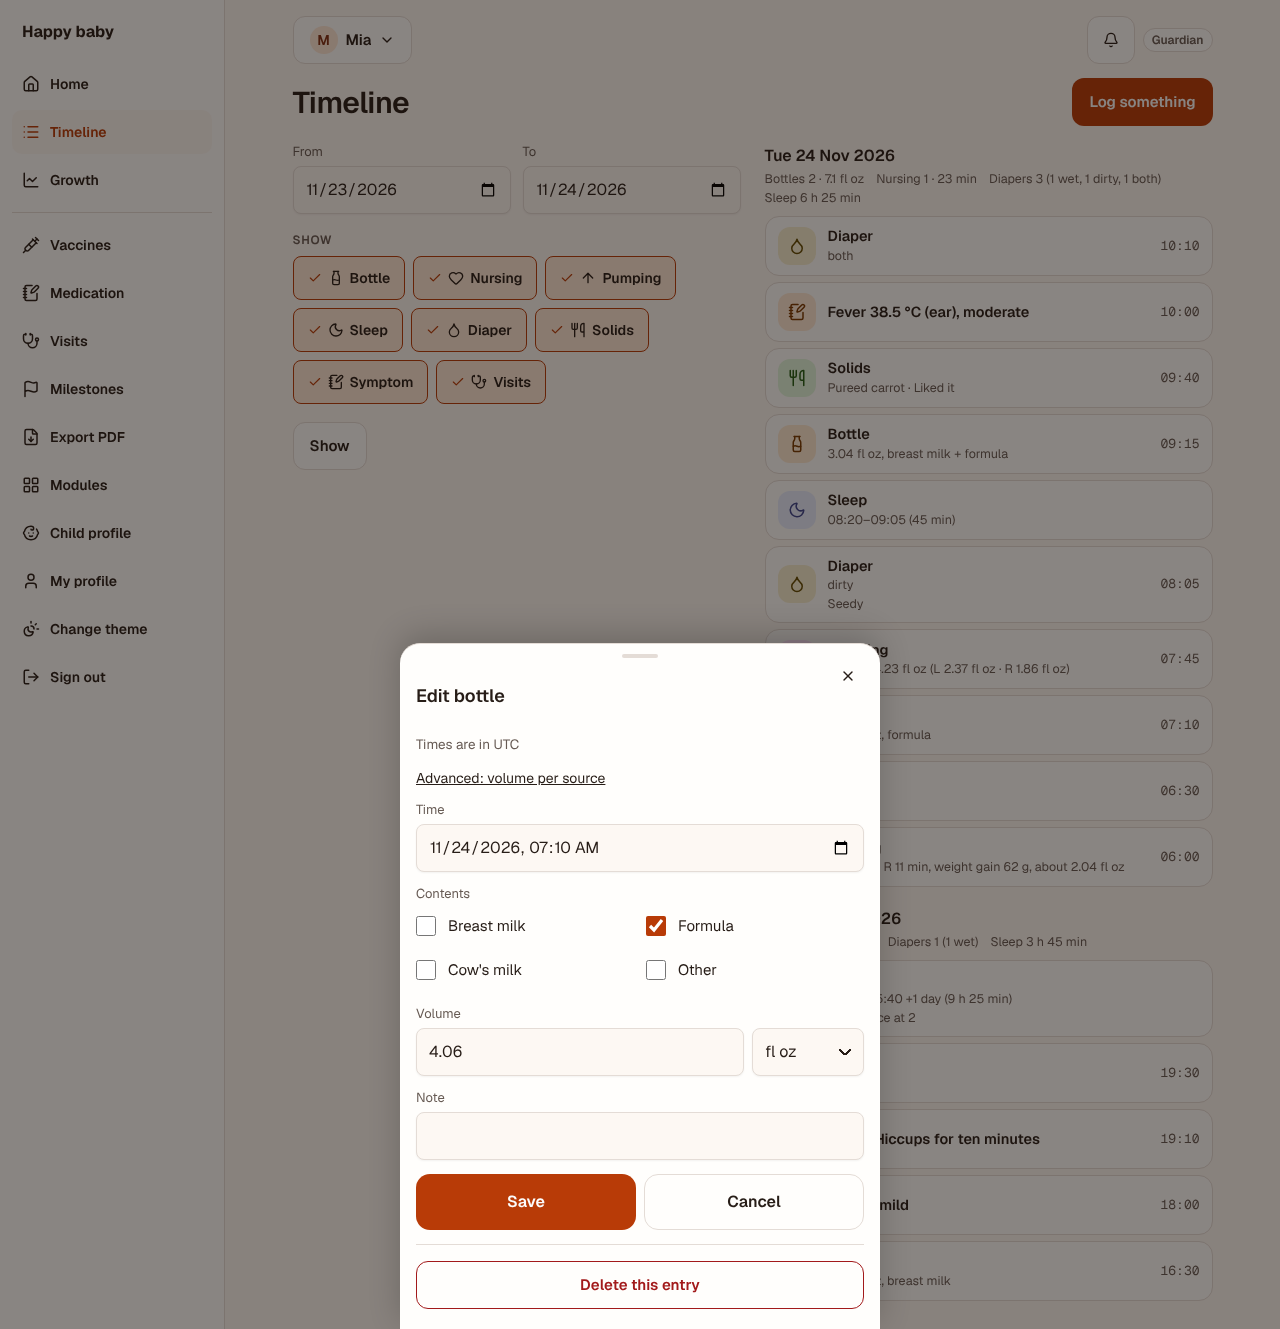 Happy baby
Home
Timeline
Growth
Vaccines
Medication
Visits
Milestones
Export PDF
Modules
Child profile
My profile
Change theme
Sign out
M Mia
Guardian
Timeline
Log something
From
To
11/23/2026
11/24/2026
SHOW
Bottle
Nursing
Pumping
Sleep
Diaper
Solids
Symptom
Visits
Show
Tue 24 Nov 2026
Bottles 2 · 7.1 fl oz Nursing 1 · 23 min Diapers 3 (1 wet, 1 dirty, 1 both)
Sleep 6 h 25 min
Diaper
both
10:10
Fever 38.5 °C (ear), moderate
10:00
Solids
Pureed carrot · Liked it
09:40
Bottle
3.04 fl oz, breast milk + formula
09:15
Sleep
08:20–09:05 (45 min)
Diaper
dirty
Seedy
08:05
.23 fl oz (L 2.37 fl oz · R 1.86 fl oz)
07:45
, formula
07:10
06:30
R 11 min, weight gain 62 g, about 2.04 fl oz
06:00
26
Diapers 1 (1 wet) Sleep 3 h 45 min
5:40 +1 day (9 h 25 min)
ce at 2
19:30
Hiccups for ten minutes
19:10
mild
18:00
, breast milk
16:30
Edit bottle
Times are in UTC
Advanced: volume per source
Time
11/24/2026, 07:10 AM
Contents
Breast milk
Formula
Cow's milk
Other
Volume
4.06
fl oz
Note
Save
Cancel
Delete this entry